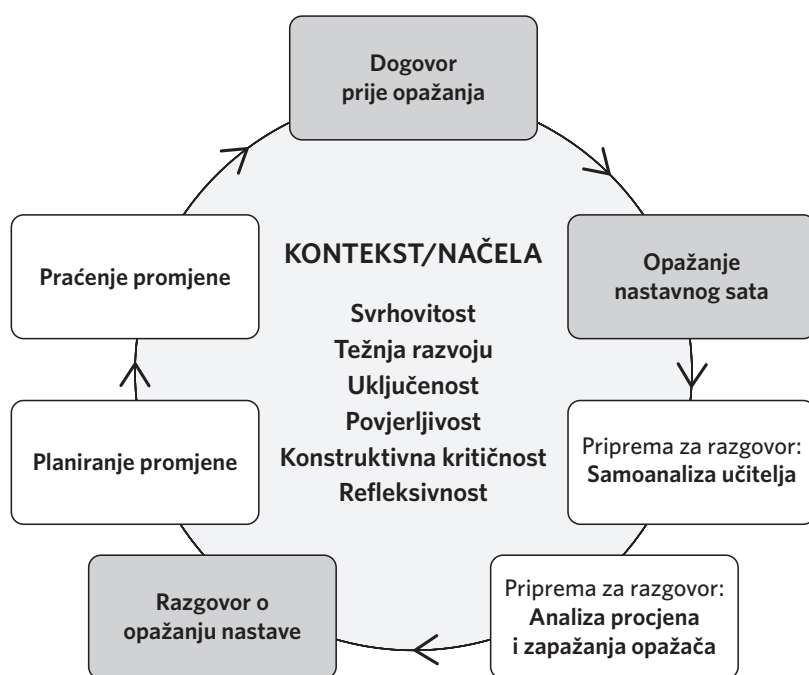 Dogovor
prije opažanja
Opažanje
nastavnog sata
Priprema za razgovor:
Samoanaliza učitelja
Priprema za razgovor:
Analiza procjena
i zapažanja opažača
Razgovor o
opažanju nastave
Planiranje promjene
Praćenje promjene
KONTEKST/NAČELA
Svrhovitost
Težnja razvoju
Uključenost
Povjerljivost
Konstruktivna kritičnost
Refleksivnost